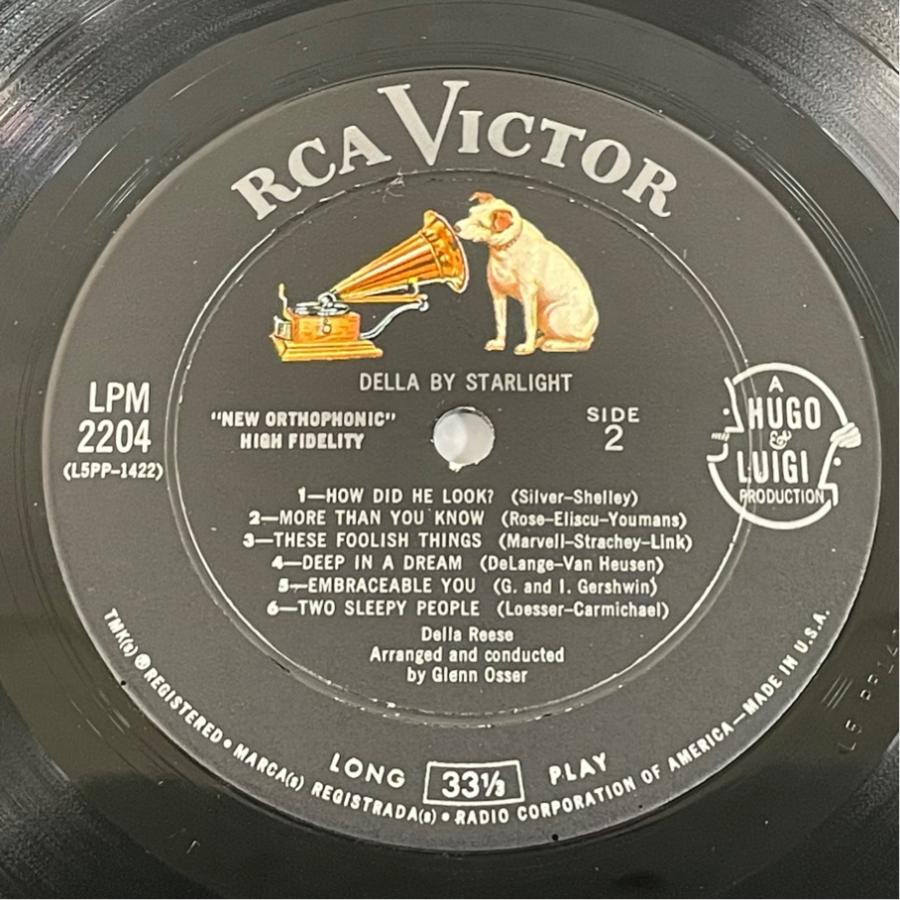 RCA VICTOR
DELLA BY STARLIGHT
LPM
2204
(L5PP-1422)
"NEW ORTHOPHONIC"
HIGH FIDELITY
SIDE
2
A
HUGO
&
LUIGI
PRODUCTION
1—HOW DID HE LOOK? (Silver-Shelley)
2—MORE THAN YOU KNOW (Rose-Eliscu-Youmans)
3—THESE FOOLISH THINGS (Marvell-Strachey-Link)
4—DEEP IN A DREAM (DeLange-Van Heusen)
5—EMBRACEABLE YOU (G. and I. Gershwin)
6—TWO SLEEPY PEOPLE (Loesser-Carmichael)
Della Reese
Arranged and conducted
by Glenn Osser
LONG 33⅓ PLAY
TMK(s) ® REGISTERED • MARCA(s) REGISTRADA(s) • RADIO CORPORATION OF AMERICA—MADE IN U.S.A.